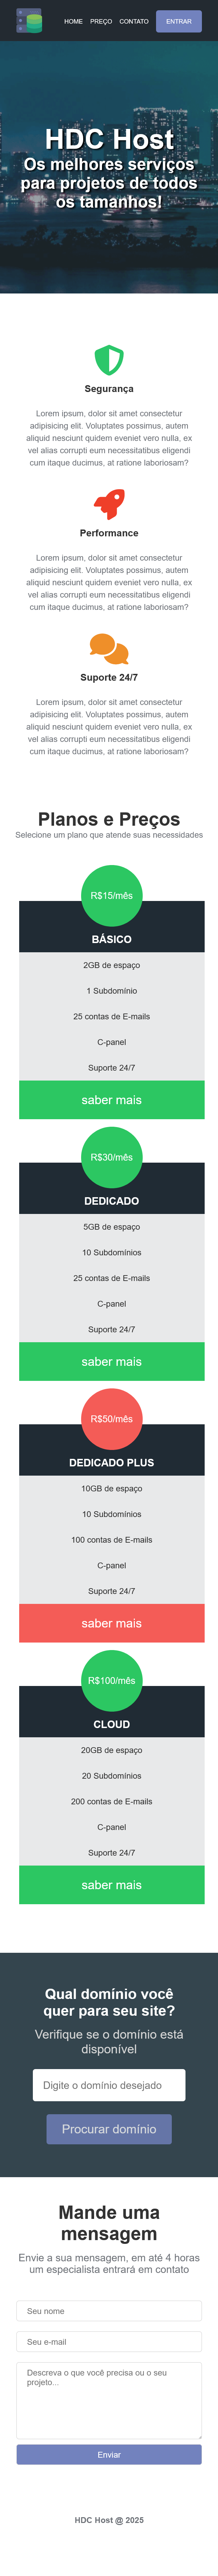 HOME PREÇO CONTATO ENTRAR
HDC Host
Os melhores serviços
para projetos de todos
os tamanhos!
Segurança
Lorem ipsum, dolor sit amet consectetur
adipisicing elit. Voluptates possimus, autem
aliquid nesciunt quidem eveniet vero nulla, ex
vel alias corrupti eum necessitatibus eligendi
cum itaque ducimus, at ratione laboriosam?
Performance
Lorem ipsum, dolor sit amet consectetur
adipisicing elit. Voluptates possimus, autem
aliquid nesciunt quidem eveniet vero nulla, ex
vel alias corrupti eum necessitatibus eligendi
cum itaque ducimus, at ratione laboriosam?
Suporte 24/7
Lorem ipsum, dolor sit amet consectetur
adipisicing elit. Voluptates possimus, autem
aliquid nesciunt quidem eveniet vero nulla, ex
vel alias corrupti eum necessitatibus eligendi
cum itaque ducimus, at ratione laboriosam?
Planos e Preços
Selecione um plano que atende suas necessidades
R$15/mês
BÁSICO
2GB de espaço
1 Subdomínio
25 contas de E-mails
C-panel
Suporte 24/7
saber mais
R$30/mês
DEDICADO
5GB de espaço
10 Subdomínios
25 contas de E-mails
C-panel
Suporte 24/7
saber mais
R$50/mês
DEDICADO PLUS
10GB de espaço
10 Subdomínios
100 contas de E-mails
C-panel
Suporte 24/7
saber mais
R$100/mês
CLOUD
20GB de espaço
20 Subdomínios
200 contas de E-mails
C-panel
Suporte 24/7
saber mais
Qual domínio você
quer para seu site?
Verifique se o domínio está
disponível
Digite o domínio desejado
Procurar domínio
Mande uma
mensagem
Envie a sua mensagem, em até 4 horas
um especialista entrará em contato
Seu nome
Seu e-mail
Descreva o que você precisa ou o seu
projeto...
Enviar
HDC Host @ 2025